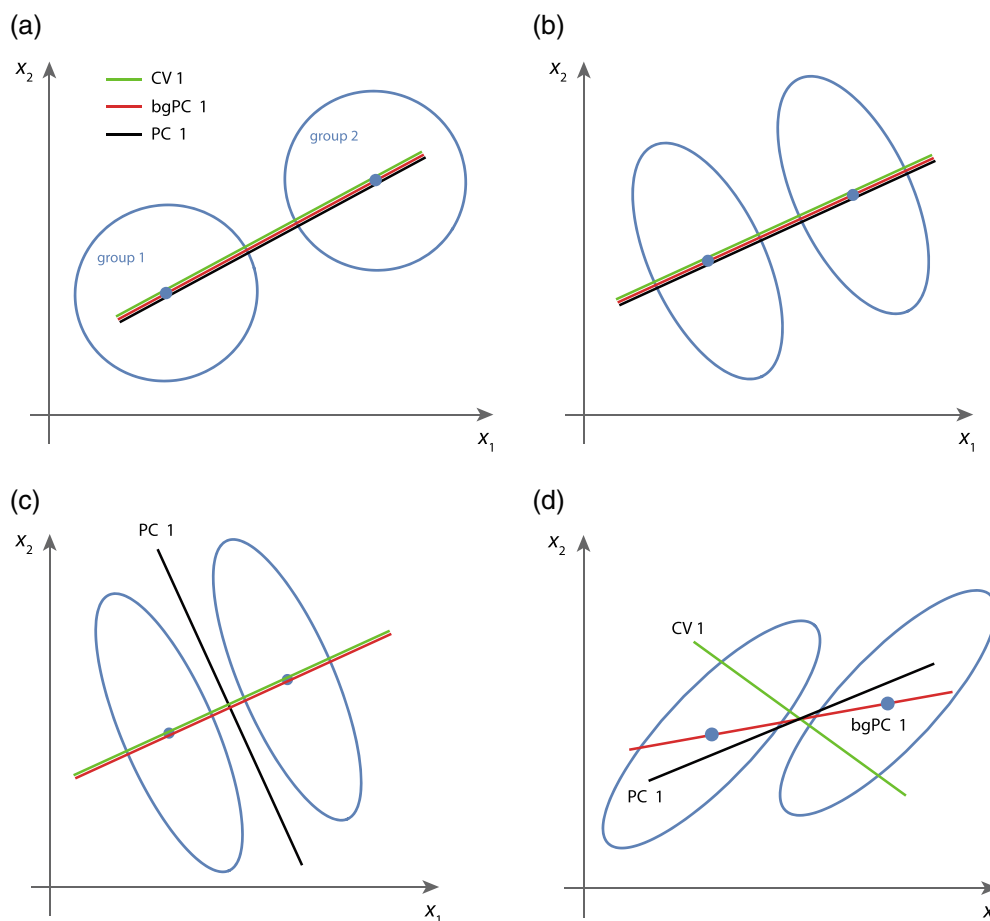 (a)
x2
CV 1
bgPC 1
PC 1
group 2
group 1
x1
(b)
x2
x1
(c)
PC 1
x2
x1
(d)
x2
CV 1
bgPC 1
PC 1
x